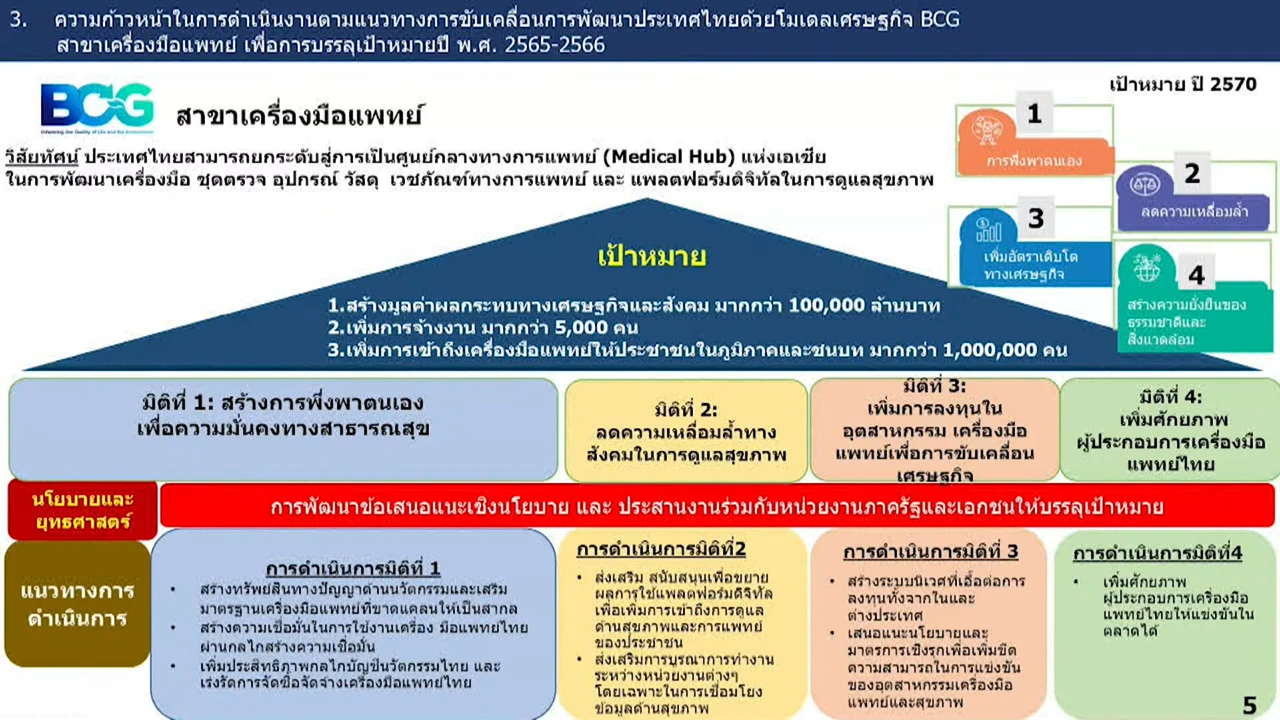 3. ความก้าวหน้าในการดำเนินงานตามแนวทางการขับเคลื่อนการพัฒนาประเทศไทยด้วยโมเดลเศรษฐกิจ BCG
สาขาเครื่องมือแพทย์ เพื่อการบรรลุเป้าหมายปี พ.ศ. 2565-2566
เป้าหมาย ปี 2570
BCG
สาขาเครื่องมือแพทย์
วิสัยทัศน์ ประเทศไทยสามารถยกระดับสู่การเป็นศูนย์กลางทางการแพทย์ (Medical Hub) แห่งเอเชีย
ในการพัฒนาเครื่องมือ ชุดตรวจ อุปกรณ์ วัสดุ เวชภัณฑ์ทางการแพทย์ และ แพลตฟอร์มดิจิทัลในการดูแลสุขภาพ
1
การพึ่งพาตนเอง
2
ลดความเหลื่อมล้ำ
3
เพิ่มอัตราเติบโต
ทางเศรษฐกิจ
4
สร้างความยั่งยืนของ
ธรรมชาติและ
สิ่งแวดล้อม
เป้าหมาย
1.สร้างมูลค่าผลกระทบทางเศรษฐกิจและสังคม มากกว่า 100,000 ล้านบาท
2.เพิ่มการจ้างงาน มากกว่า 5,000 คน
3.เพิ่มการเข้าถึงเครื่องมือแพทย์ให้ประชาชนในภูมิภาคและชนบท มากกว่า 1,000,000 คน
มิติที่ 1: สร้างการพึ่งพาตนเอง
เพื่อความมั่นคงทางสาธารณสุข
มิติที่ 2:
ลดความเหลื่อมล้ำทาง
สังคมในการดูแลสุขภาพ
มิติที่ 3:
เพิ่มการลงทุนใน
อุตสาหกรรม เครื่องมือ
แพทย์เพื่อการขับเคลื่อน
เศรษฐกิจ
มิติที่ 4:
เพิ่มศักยภาพ
ผู้ประกอบการเครื่องมือ
แพทย์ไทย
นโยบายและ
ยุทธศาสตร์
การพัฒนาข้อเสนอแนะเชิงนโยบาย และ ประสานงานร่วมกับหน่วยงานภาครัฐและเอกชนให้บรรลุเป้าหมาย
แนวทางการ
ดำเนินการ
การดำเนินการมิติที่ 1
• สร้างทรัพย์สินทางปัญญาด้านนวัตกรรมและเสริม
มาตรฐานเครื่องมือแพทย์ที่ขาดแคลนให้เป็นสากล
• สร้างความเชื่อมั่นในการใช้งานเครื่อง มือแพทย์ไทย
ผ่านกลไกสร้างความเชื่อมั่น
• เพิ่มประสิทธิภาพกลไกบัญชีนวัตกรรมไทย และ
เร่งรัดการจัดซื้อจัดจ้างเครื่องมือแพทย์ไทย
การดำเนินการมิติที่2
• ส่งเสริม สนับสนุนเพื่อขยาย
ผลการใช้แพลตฟอร์มดิจิทัล
เพื่อเพิ่มการเข้าถึงการดูแล
ด้านสุขภาพและการแพทย์
ของประชาชน
• ส่งเสริมการบูรณาการทำงาน
ระหว่างหน่วยงานต่างๆ
โดยเฉพาะในการเชื่อมโยง
ข้อมูลด้านสุขภาพ
การดำเนินการมิติที่ 3
• สร้างระบบนิเวศที่เอื้อต่อการ
ลงทุนทั้งจากในและ
ต่างประเทศ
• เสนอแนะนโยบายและ
มาตรการเชิงรุกเพื่อเพิ่มขีด
ความสามารถในการแข่งขัน
ของอุตสาหกรรมเครื่องมือ
แพทย์และสุขภาพ
การดำเนินการมิติที่4
• เพิ่มศักยภาพ
ผู้ประกอบการเครื่องมือ
แพทย์ไทยให้แข่งขันใน
ตลาดได้
5